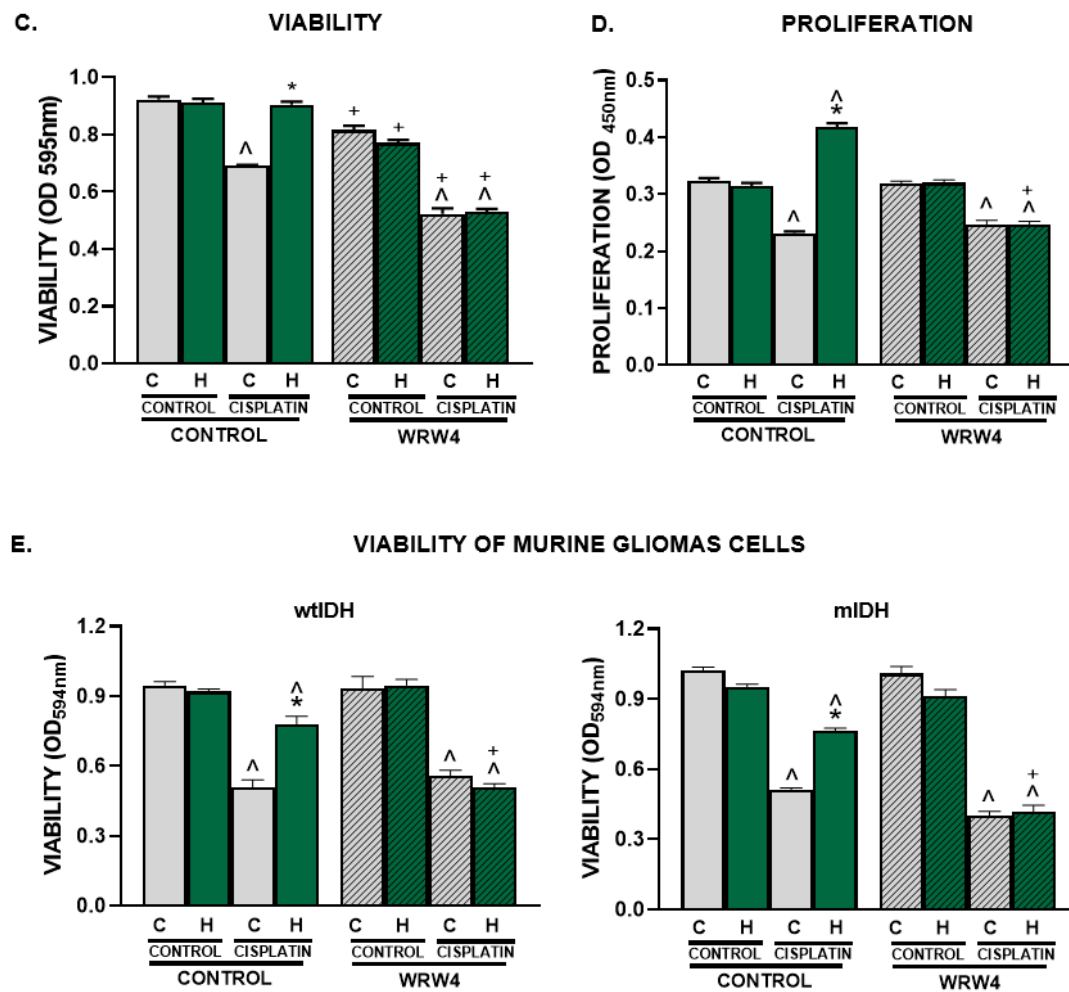 C. VIABILITY
VIABILITY (OD 595nm)
1.0
0.8
0.6
0.4
0.2
0.0
^
*
+
+
+
^
+
^
C H C H C H C H
CONTROL CISPLATIN CONTROL CISPLATIN
CONTROL WRW4
D. PROLIFERATION
PROLIFERATION (OD 450nm)
0.5
0.4
0.3
0.2
0.1
0.0
^
^
*
^
+
^
C H C H C H C H
CONTROL CISPLATIN CONTROL CISPLATIN
CONTROL WRW4
E. VIABILITY OF MURINE GLIOMAS CELLS
wtIDH
VIABILITY (OD594nm)
1.2
0.9
0.6
0.3
0.0
^
^
*
^
+
^
C H C H C H C H
CONTROL CISPLATIN CONTROL CISPLATIN
CONTROL WRW4
mIDH
VIABILITY (OD594nm)
1.2
0.9
0.6
0.3
0.0
^
^
*
^
+
^
C H C H C H C H
CONTROL CISPLATIN CONTROL CISPLATIN
CONTROL WRW4